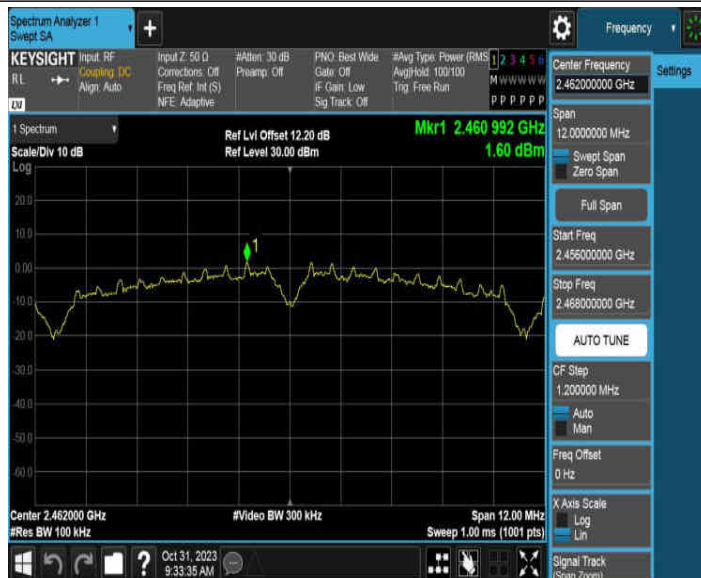 Spectrum Analyzer 1
Swept SA
Frequency
KEYSIGHT
RL
Input: RF
Coupling: DC
Align: Auto
Input Z: 50 Ω
Corrections: Off
Freq Ref: Int (S)
NFE: Adaptive
#Atten: 30 dB
Preamp: Off
PNO: Best Wide
Gate: Off
IF Gain: Low
Sig Track: Off
#Avg Type: Power (RMS
Avg|Hold: 100/100
Trig: Free Run
1 2 3 4 5 6
M W W W W W
P P P P P P
1 Spectrum
Scale/Div 10 dB
Log
Ref Lvl Offset 12.20 dB
Ref Level 30.00 dBm
Mkr1 2.460 992 GHz
1.60 dBm
20.0
10.0
0.00
-10.0
-20.0
-30.0
-40.0
-50.0
-60.0
1
Center 2.462000 GHz
#Res BW 100 kHz
#Video BW 300 kHz
Span 12.00 MHz
Sweep 1.00 ms (1001 pts)
Center Frequency
2.462000000 GHz
Settings
Span
12.0000000 MHz
Swept Span
Zero Span
Full Span
Start Freq
2.456000000 GHz
Stop Freq
2.468000000 GHz
AUTO TUNE
CF Step
1.200000 MHz
Auto
Man
Freq Offset
0 Hz
X Axis Scale
Log
Lin
Signal Track
(Span Zoom)
?
Oct 31, 2023
9:33:35 AM